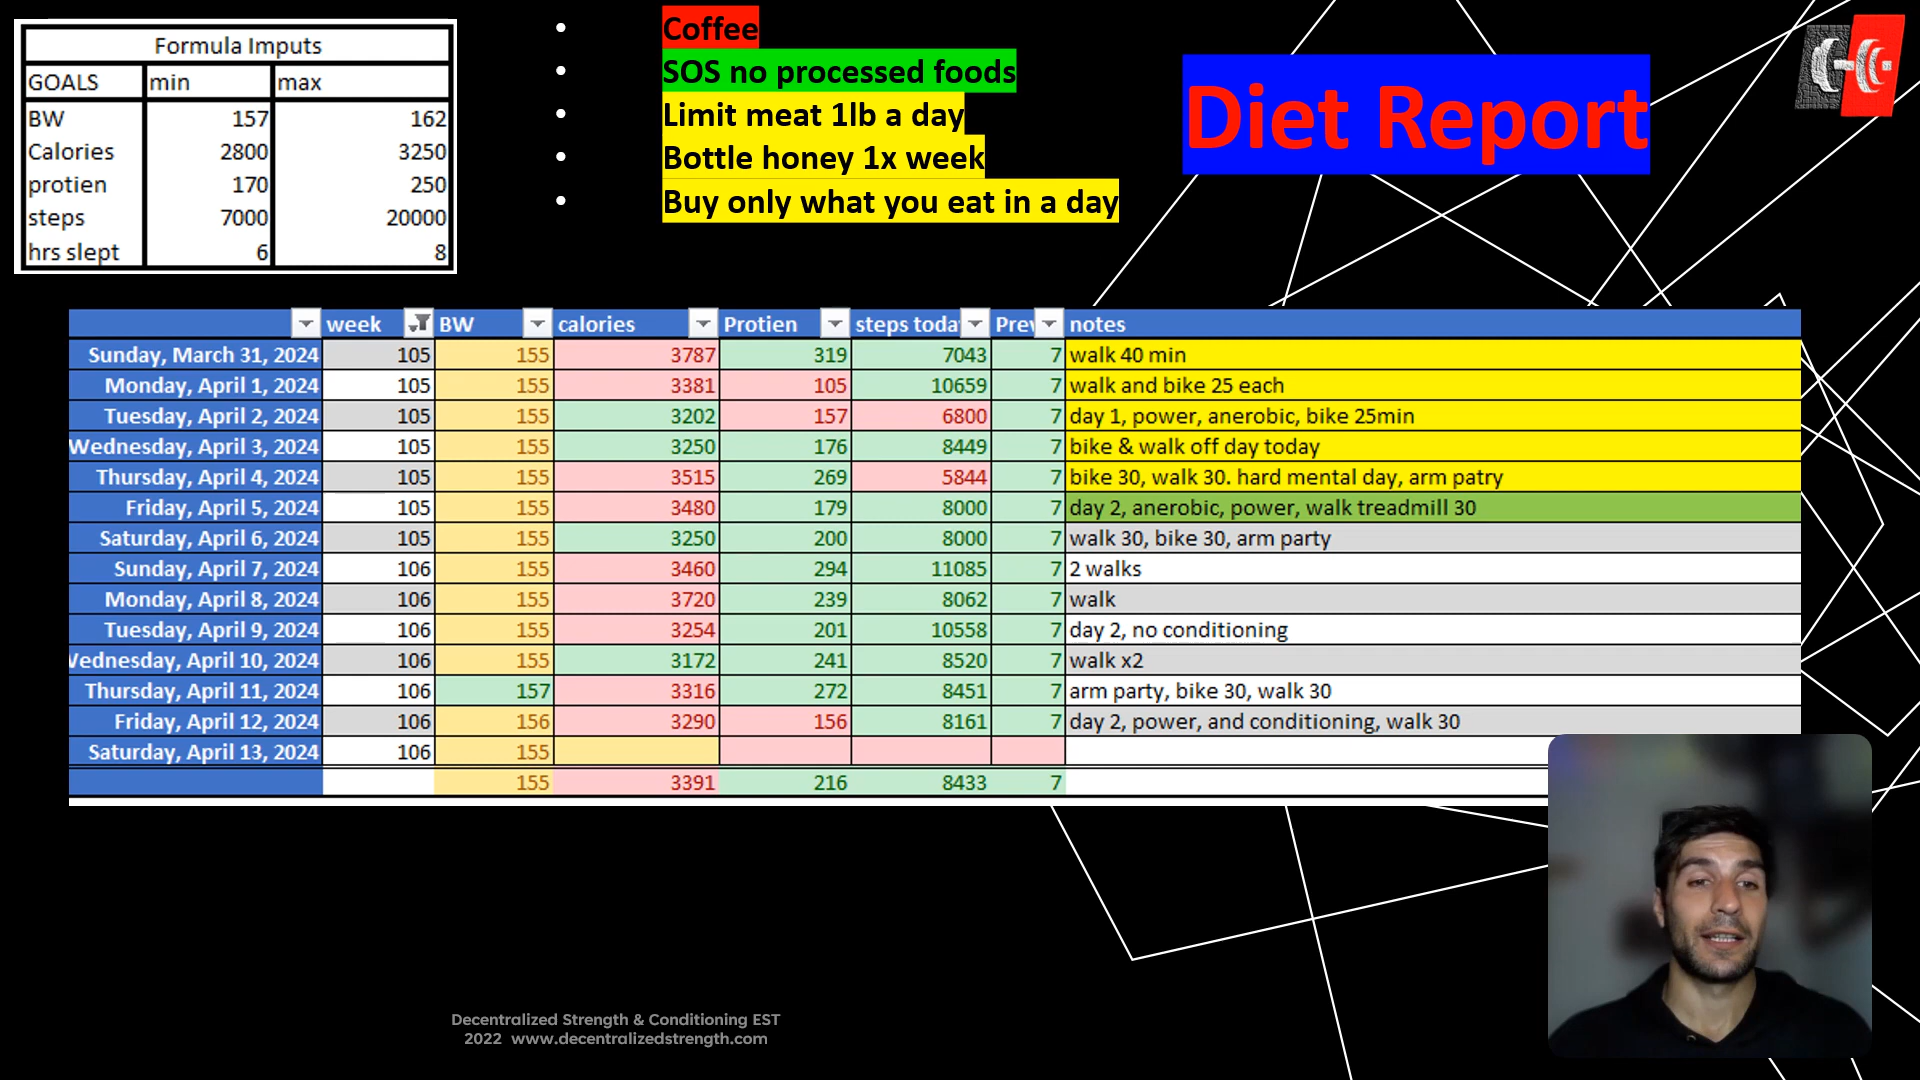 Formula Imputs
GOALS min max
BW 157 162
Calories 2800 3250
protien 170 250
steps 7000 20000
hrs slept 6 8
• Coffee
• SOS no processed foods
• Limit meat 1lb a day
• Bottle honey 1x week
• Buy only what you eat in a day
Diet Report
week BW calories Protien steps toda Prev notes
Sunday, March 31, 2024 105 155 3787 319 7043 7 walk 40 min
Monday, April 1, 2024 105 155 3381 105 10659 7 walk and bike 25 each
Tuesday, April 2, 2024 105 155 3202 157 6800 7 day 1, power, anerobic, bike 25min
Wednesday, April 3, 2024 105 155 3250 176 8449 7 bike & walk off day today
Thursday, April 4, 2024 105 155 3515 269 5844 7 bike 30, walk 30. hard mental day, arm patry
Friday, April 5, 2024 105 155 3480 179 8000 7 day 2, anerobic, power, walk treadmill 30
Saturday, April 6, 2024 105 155 3250 200 8000 7 walk 30, bike 30, arm party
Sunday, April 7, 2024 106 155 3460 294 11085 7 2 walks
Monday, April 8, 2024 106 155 3720 239 8062 7 walk
Tuesday, April 9, 2024 106 155 3254 201 10558 7 day 2, no conditioning
Wednesday, April 10, 2024 106 155 3172 241 8520 7 walk x2
Thursday, April 11, 2024 106 157 3316 272 8451 7 arm party, bike 30, walk 30
Friday, April 12, 2024 106 156 3290 156 8161 7 day 2, power, and conditioning, walk 30
Saturday, April 13, 2024 106 155
155 3391 216 8433 7
Decentralized Strength & Conditioning EST
2022 www.decentralizedstrength.com